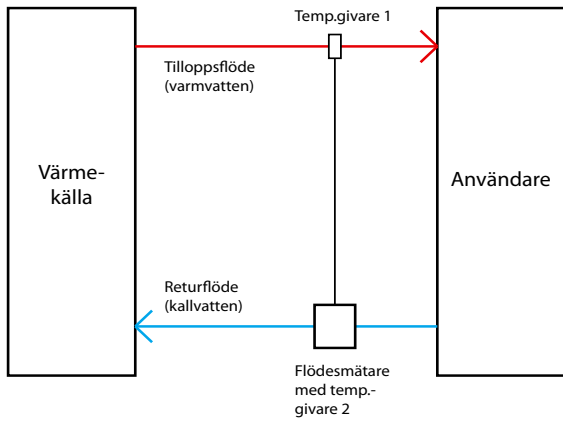 Temp.givare 1
Tilloppsflöde
(varmvatten)
Värme-
källa
Användare
Returflöde
(kallvatten)
Flödesmätare
med temp.-
givare 2